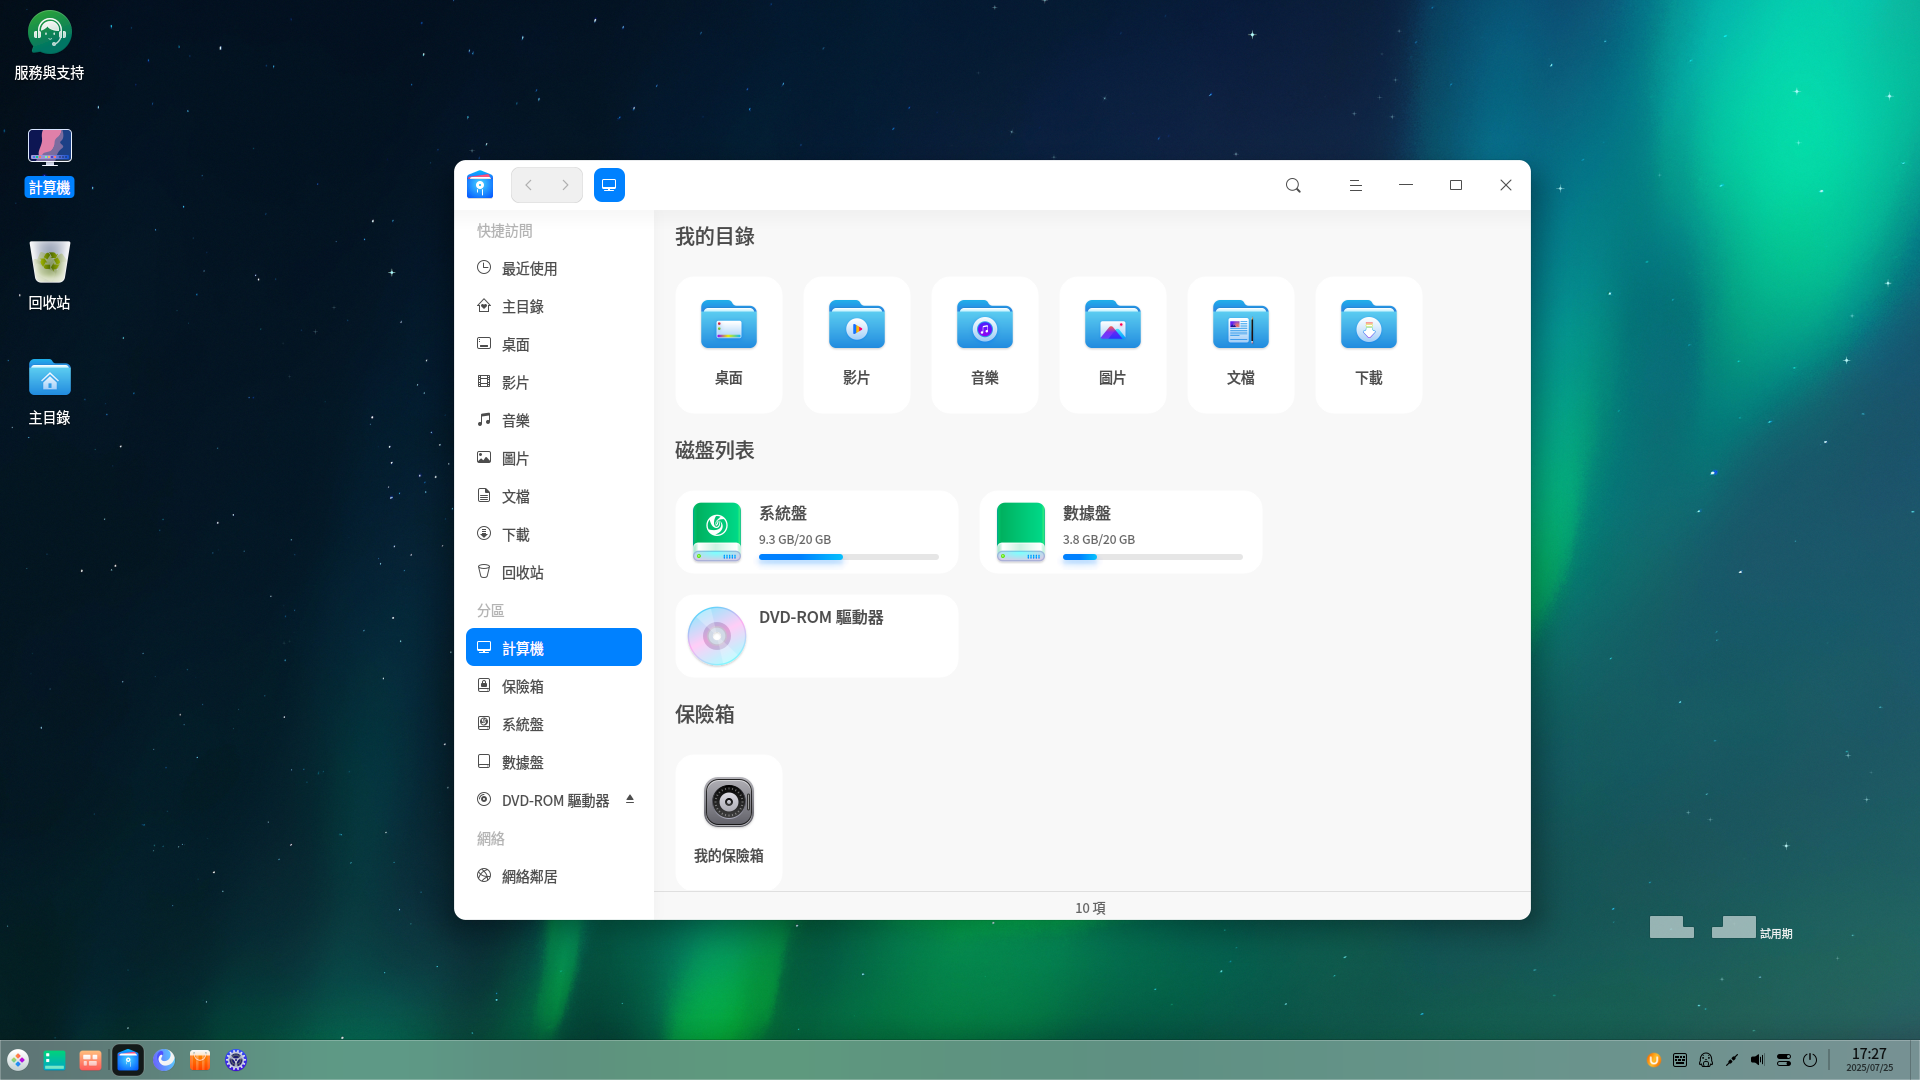 服務與支持
計算機
回收站
主目錄
快捷訪問
最近使用
主目錄
桌面
影片
音樂
圖片
文檔
下載
回收站
分區
計算機
保險箱
系統盤
數據盤
DVD-ROM 驅動器
網絡
網絡鄰居
我的目錄
桌面
影片
音樂
圖片
文檔
下載
磁盤列表
系統盤
9.3 GB/20 GB
數據盤
3.8 GB/20 GB
DVD-ROM 驅動器
保險箱
我的保險箱
10 項
試用期
17:27
2025/07/25